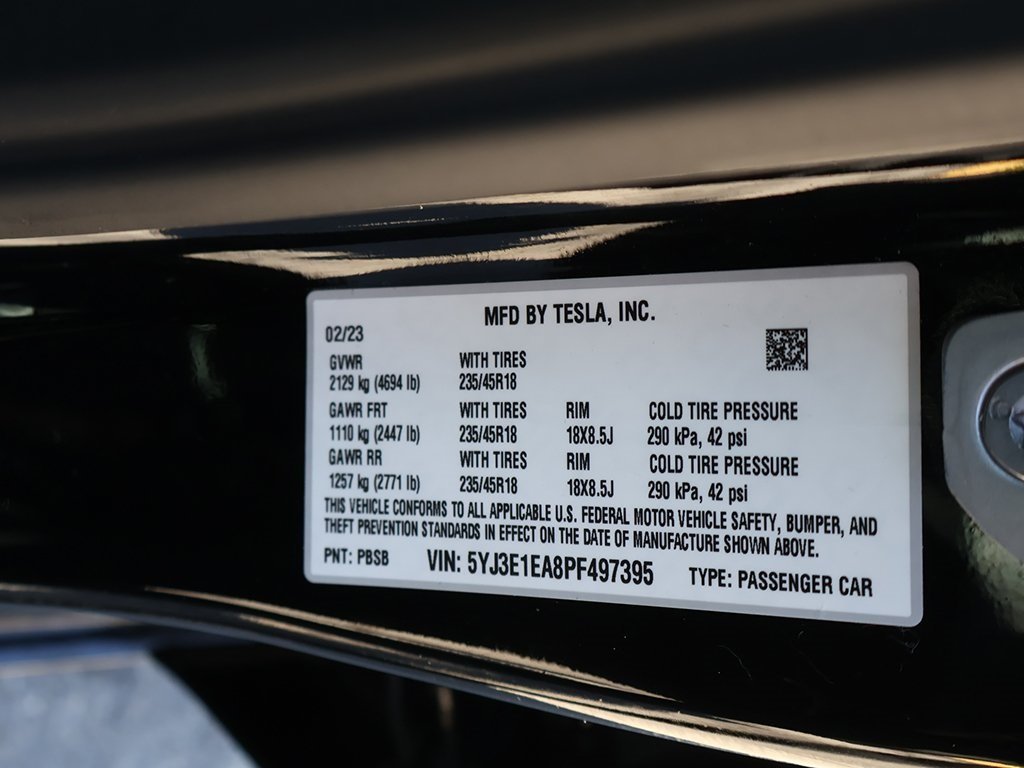 MFD BY TESLA, INC.
02/23
GVWR WITH TIRES
2129 kg (4694 lb) 235/45R18
GAWR FRT WITH TIRES RIM COLD TIRE PRESSURE
1110 kg (2447 lb) 235/45R18 18X8.5J 290 kPa, 42 psi
GAWR RR WITH TIRES RIM COLD TIRE PRESSURE
1257 kg (2771 lb) 235/45R18 18X8.5J 290 kPa, 42 psi
THIS VEHICLE CONFORMS TO ALL APPLICABLE U.S. FEDERAL MOTOR VEHICLE SAFETY, BUMPER, AND
THEFT PREVENTION STANDARDS IN EFFECT ON THE DATE OF MANUFACTURE SHOWN ABOVE.
PNT: PBSB VIN: 5YJ3E1EA8PF497395 TYPE: PASSENGER CAR